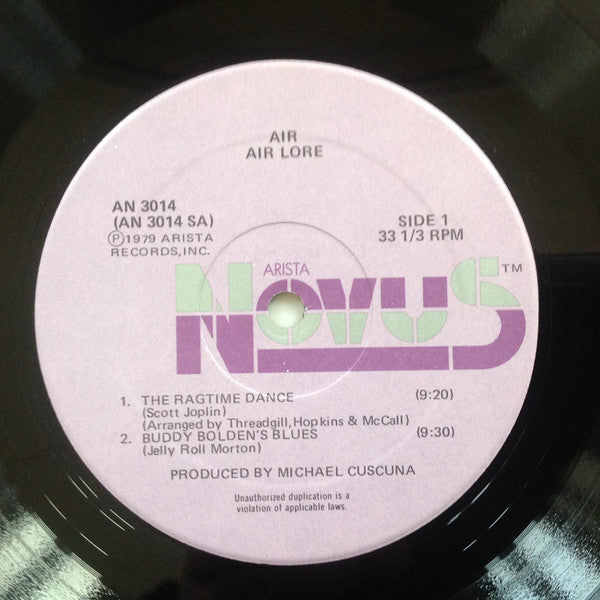 AIR
AIR LORE
AN 3014
(AN 3014 SA)
Ⓟ1979 ARISTA
RECORDS, INC.
SIDE 1
33 1/3 RPM
ARISTA
NOVUS™
1. THE RAGTIME DANCE (9:20)
(Scott Joplin)
(Arranged by Threadgill, Hopkins & McCall)
2. BUDDY BOLDEN'S BLUES (9:30)
(Jelly Roll Morton)
PRODUCED BY MICHAEL CUSCUNA
Unauthorized duplication is a
violation of applicable laws.